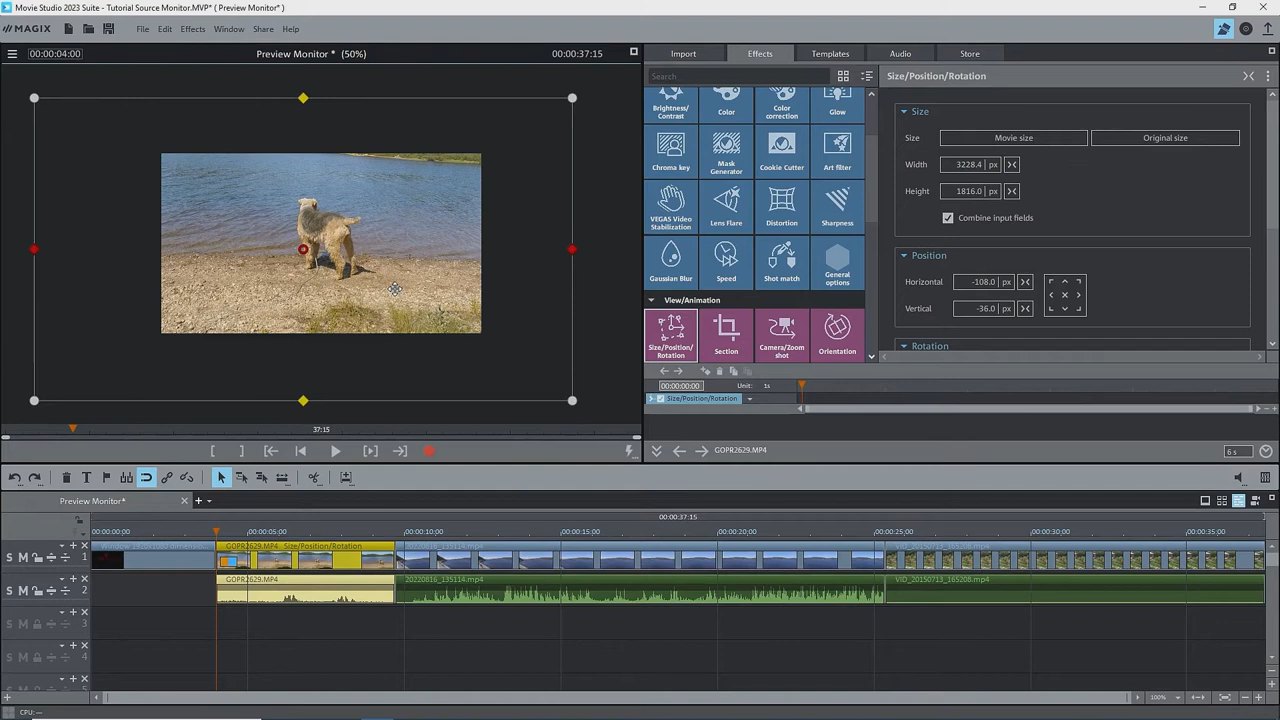 Movie Studio 2023 Suite - Tutorial Source Monitor.MVP* ( Preview Monitor* )
MAGIX
File Edit Effects Window Share Help
00:00:04:00
Preview Monitor * (50%)
00:00:37:15
Import Effects Templates Audio Store
Search
Size/Position/Rotation
Brightness/
Contrast
Color
Color
correction
Glow
Chroma key
Mask
Generator
Cookie Cutter
Art filter
VEGAS Video
Stabilization
Lens Flare
Distortion
Sharpness
Gaussian Blur
Speed
Shot match
General
options
View/Animation
Size/Position/
Rotation
Section
Camera/Zoom
shot
Orientation
Size
Size Movie size Original size
Width 3228.4 px
Height 1816.0 px
Combine input fields
Position
Horizontal -108.0 px
Vertical -36.0 px
Rotation
00:00:00:00 Unit: 1s
Size/Position/Rotation
37:15
GOPR2629.MP4
6 s
Preview Monitor*
00:00:37:15
00:00:00:00 00:00:05:00 00:00:10:00 00:00:15:00 00:00:20:00 00:00:25:00 00:00:30:00 00:00:35:00
S M 1
GOPR2629.MP4 Size/Position/Rotation
20220816_135114.mp4
VID_20150713_165208.mp4
S M 2
GOPR2629.MP4
20220816_135114.mp4
VID_20150713_165208.mp4
S M 3
S M 4
100%
CPU: —